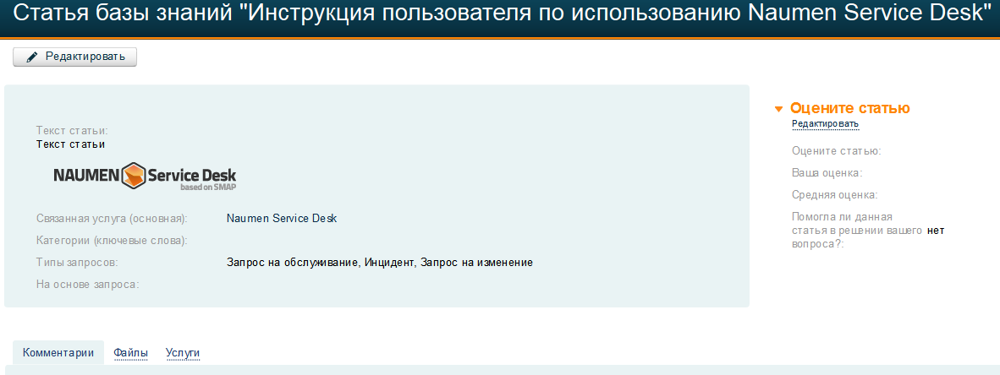 Статья базы знаний "Инструкция пользователя по использованию Naumen Service Desk"
Редактировать
Текст статьи:
Текст статьи
NAUMEN Service Desk
based on SMAP
Связанная услуга (основная): Naumen Service Desk
Категории (ключевые слова):
Типы запросов: Запрос на обслуживание, Инцидент, Запрос на изменение
На основе запроса:
Оцените статью
Редактировать
Оцените статью:
Ваша оценка:
Средняя оценка:
Помогла ли данная
статья в решении вашего нет
вопроса?:
Комментарии Файлы Услуги